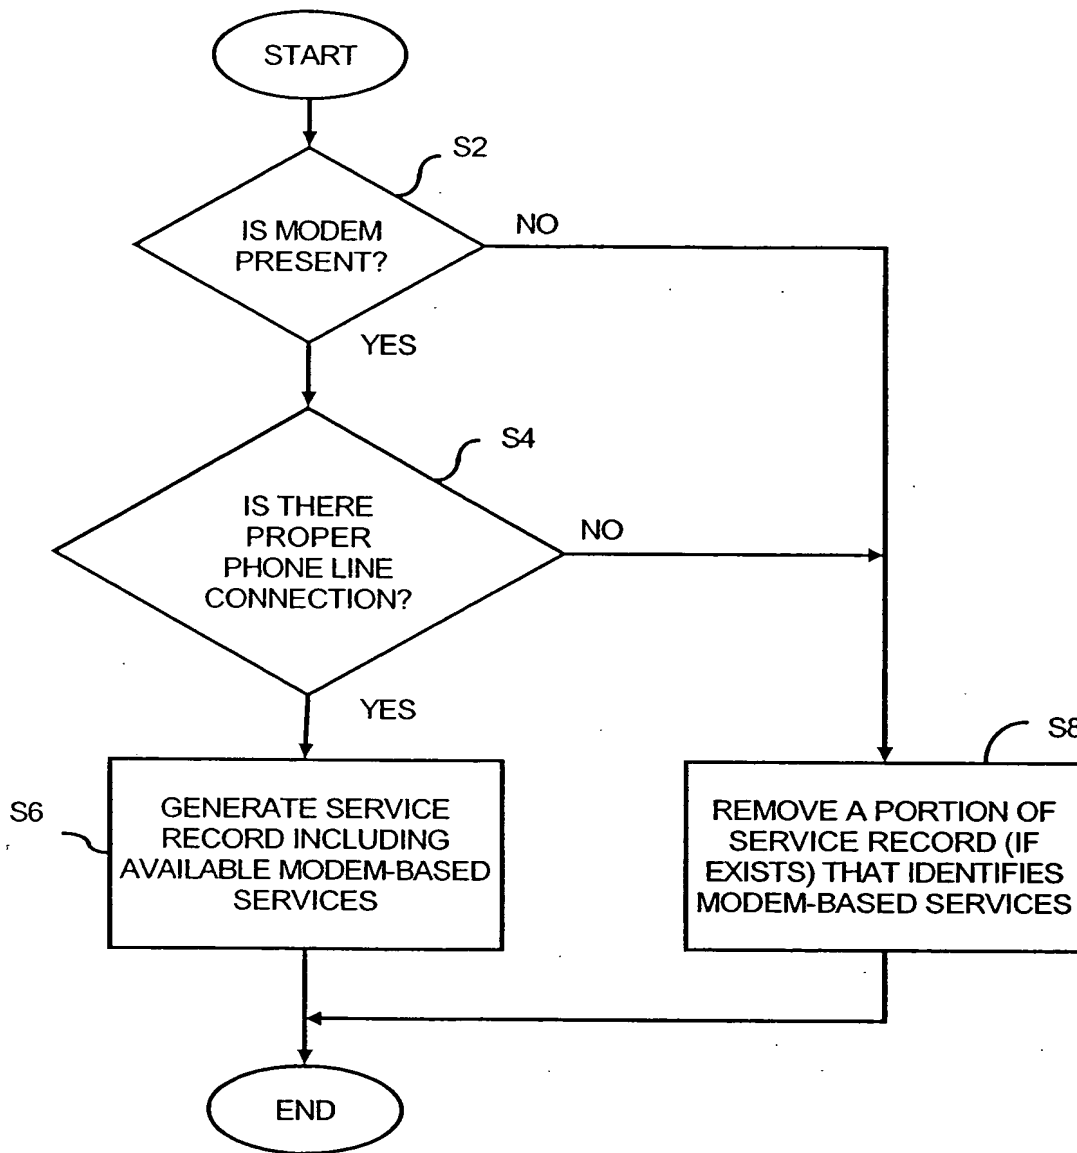 START
S2
IS MODEM
PRESENT?
NO
YES
S4
IS THERE
PROPER
PHONE LINE
CONNECTION?
NO
YES
S6
GENERATE SERVICE
RECORD INCLUDING
AVAILABLE MODEM-BASED
SERVICES
S8
REMOVE A PORTION OF
SERVICE RECORD (IF
EXISTS) THAT IDENTIFIES
MODEM-BASED SERVICES
END